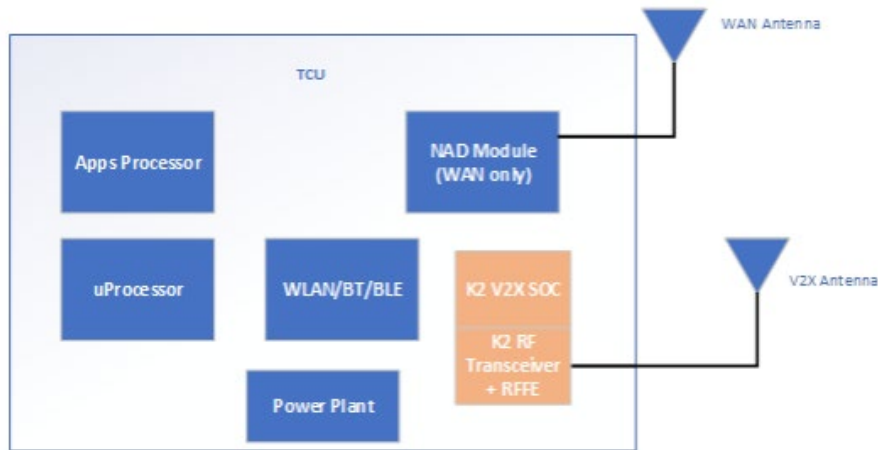 WAN Antenna
TCU
Apps Processor
NAD Module
(WAN only)
uProcessor
WLAN/BT/BLE
K2 V2X SOC
V2X Antenna
K2 RF
Transceiver
+ RFFE
Power Plant